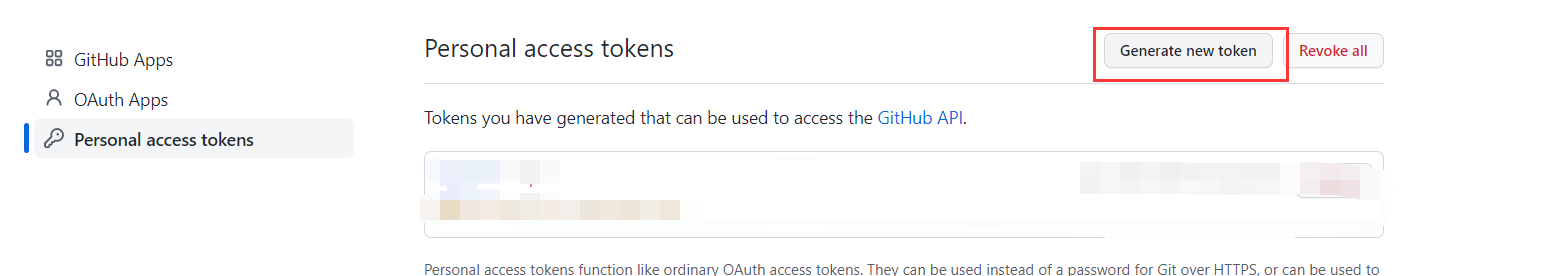 GitHub Apps
OAuth Apps
Personal access tokens
Personal access tokens
Generate new token
Revoke all
Tokens you have generated that can be used to access the GitHub API.
Personal access tokens function like ordinary OAuth access tokens. They can be used instead of a password for Git over HTTPS, or can be used to